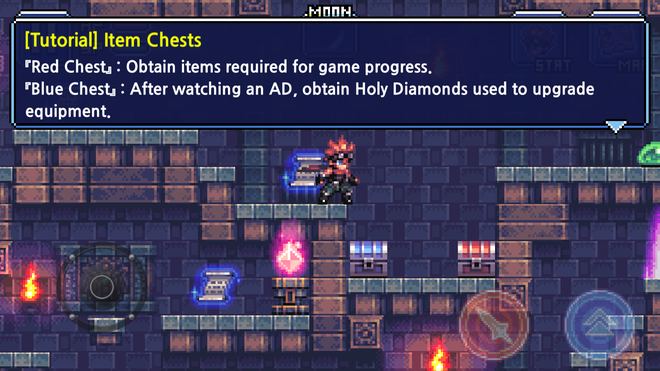 MOON
[Tutorial] Item Chests
『Red Chest』 : Obtain items required for game progress.
『Blue Chest』 : After watching an AD, obtain Holy Diamonds used to upgrade
equipment.
STAT